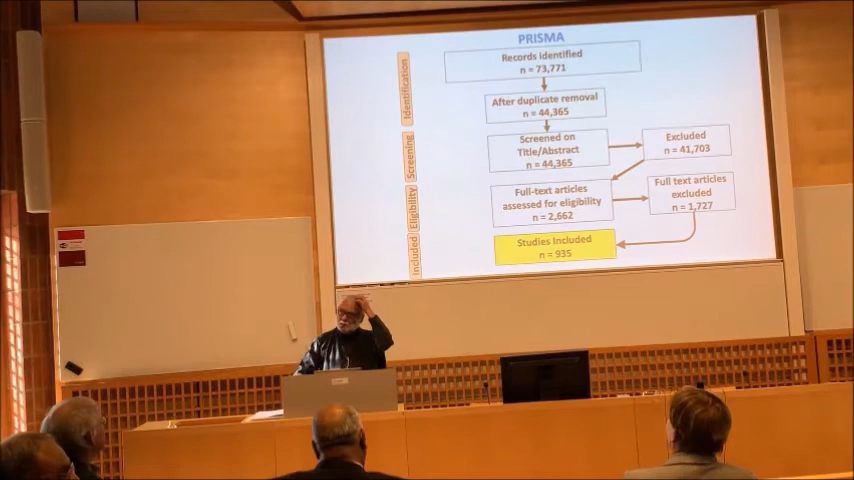 PRISMA
Records identified
n = 73,771
After duplicate removal
n = 44,365
Screened on
Title/Abstract
n = 44,365
Excluded
n = 41,703
Full-text articles
assessed for eligibility
n = 2,662
Full text articles
excluded
n = 1,727
Studies Included
n = 935
Identification
Screening
Eligibility
Included